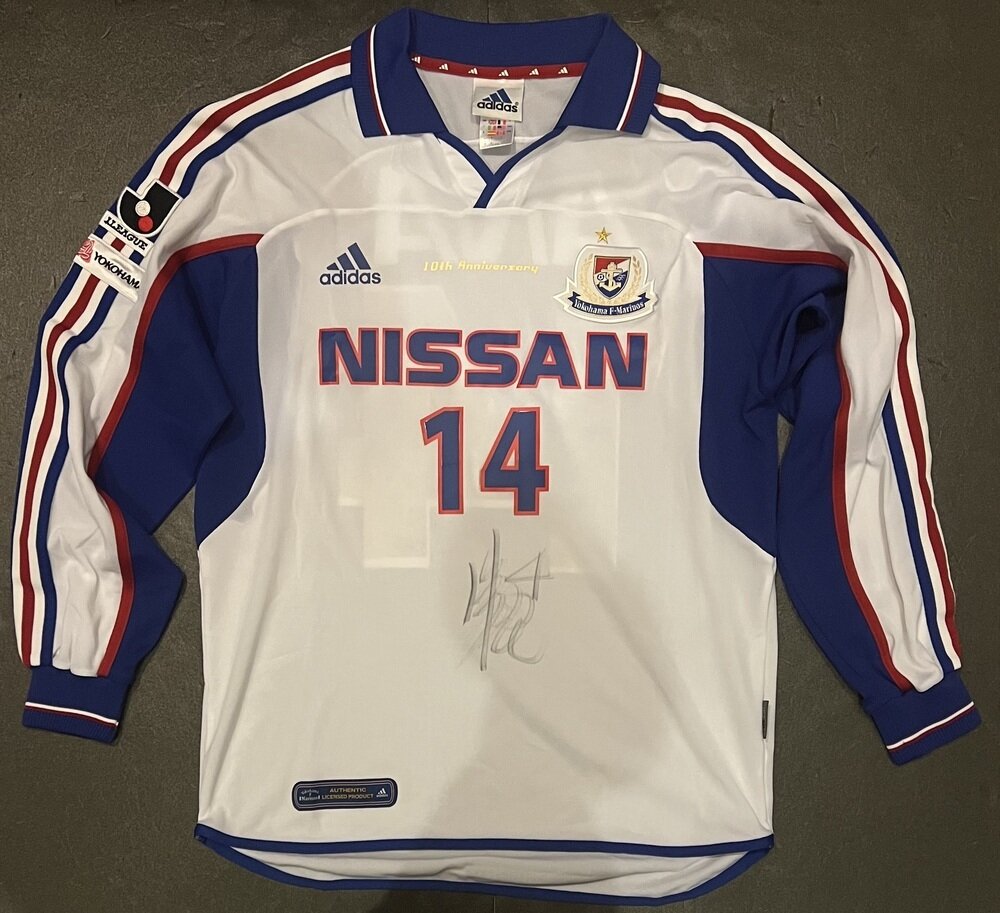 adidas
J.LEAGUE
YOKOHAMA
adidas
10th Anniversary
Yokohama F·Marinos
NISSAN
14
AUTHENTIC
LICENSED PRODUCT